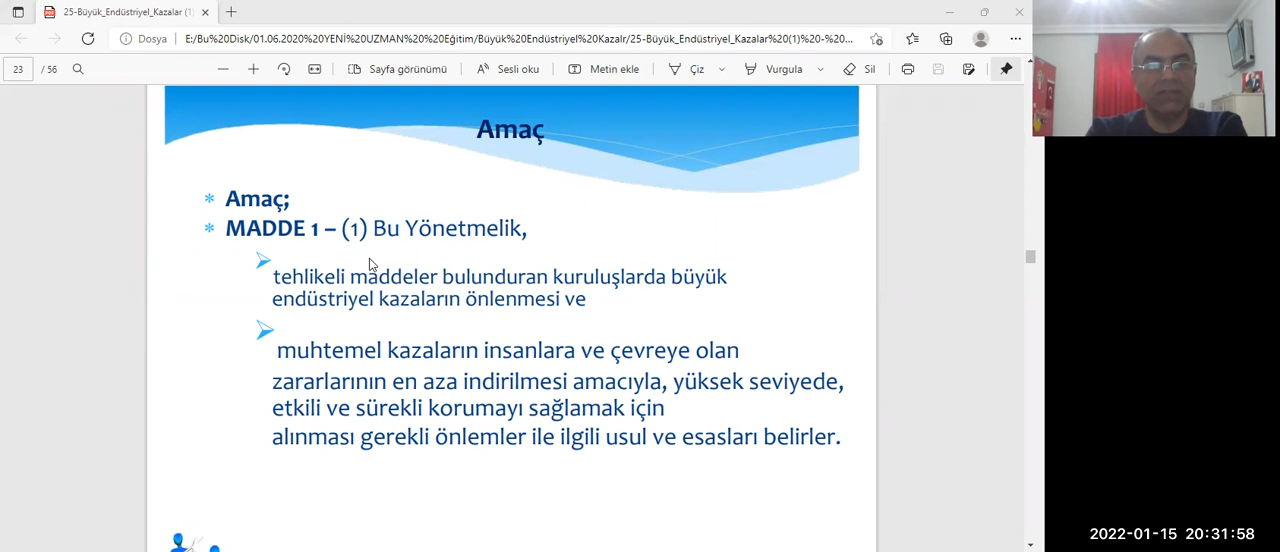 25-Büyük_Endüstriyel_Kazalar (1)
Dosya
E:/Bu%20Disk/01.06.2020%20YENİ%20UZMAN%20%20Eğitim/Büyük%20Endüstriyel%20Kazalr/25-Büyük_Endüstriyel_Kazalar%20(1)%20-%20...
23 / 56
Sayfa görünümü
Sesli oku
Metin ekle
Çiz
Vurgula
Sil
Amaç
* Amaç;
* MADDE 1 – (1) Bu Yönetmelik,
tehlikeli maddeler bulunduran kuruluşlarda büyük
endüstriyel kazaların önlenmesi ve
muhtemel kazaların insanlara ve çevreye olan
zararlarının en aza indirilmesi amacıyla, yüksek seviyede,
etkili ve sürekli korumayı sağlamak için
alınması gerekli önlemler ile ilgili usul ve esasları belirler.
2022-01-15 20:31:58